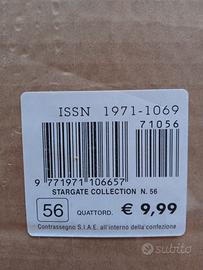 ISSN 1971-1069
71056
9 771971 106657
STARGATE COLLECTION N. 56
56
QUATTORD.
€ 9,99
Contrassegno S.I.A.E. all'interno della confezione
subito